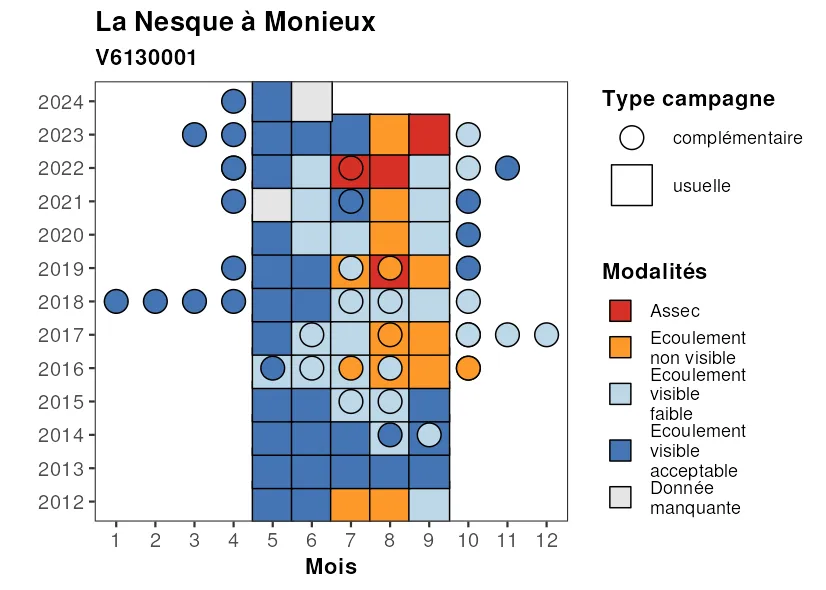 La Nesque à Monieux
V6130001
2024
2023
2022
2021
2020
2019
2018
2017
2016
2015
2014
2013
2012
1 2 3 4 5 6 7 8 9 10 11 12
Mois
Type campagne
complémentaire
usuelle
Modalités
Assec
Ecoulement
non visible
Ecoulement
visible
faible
Ecoulement
visible
acceptable
Donnée
manquante